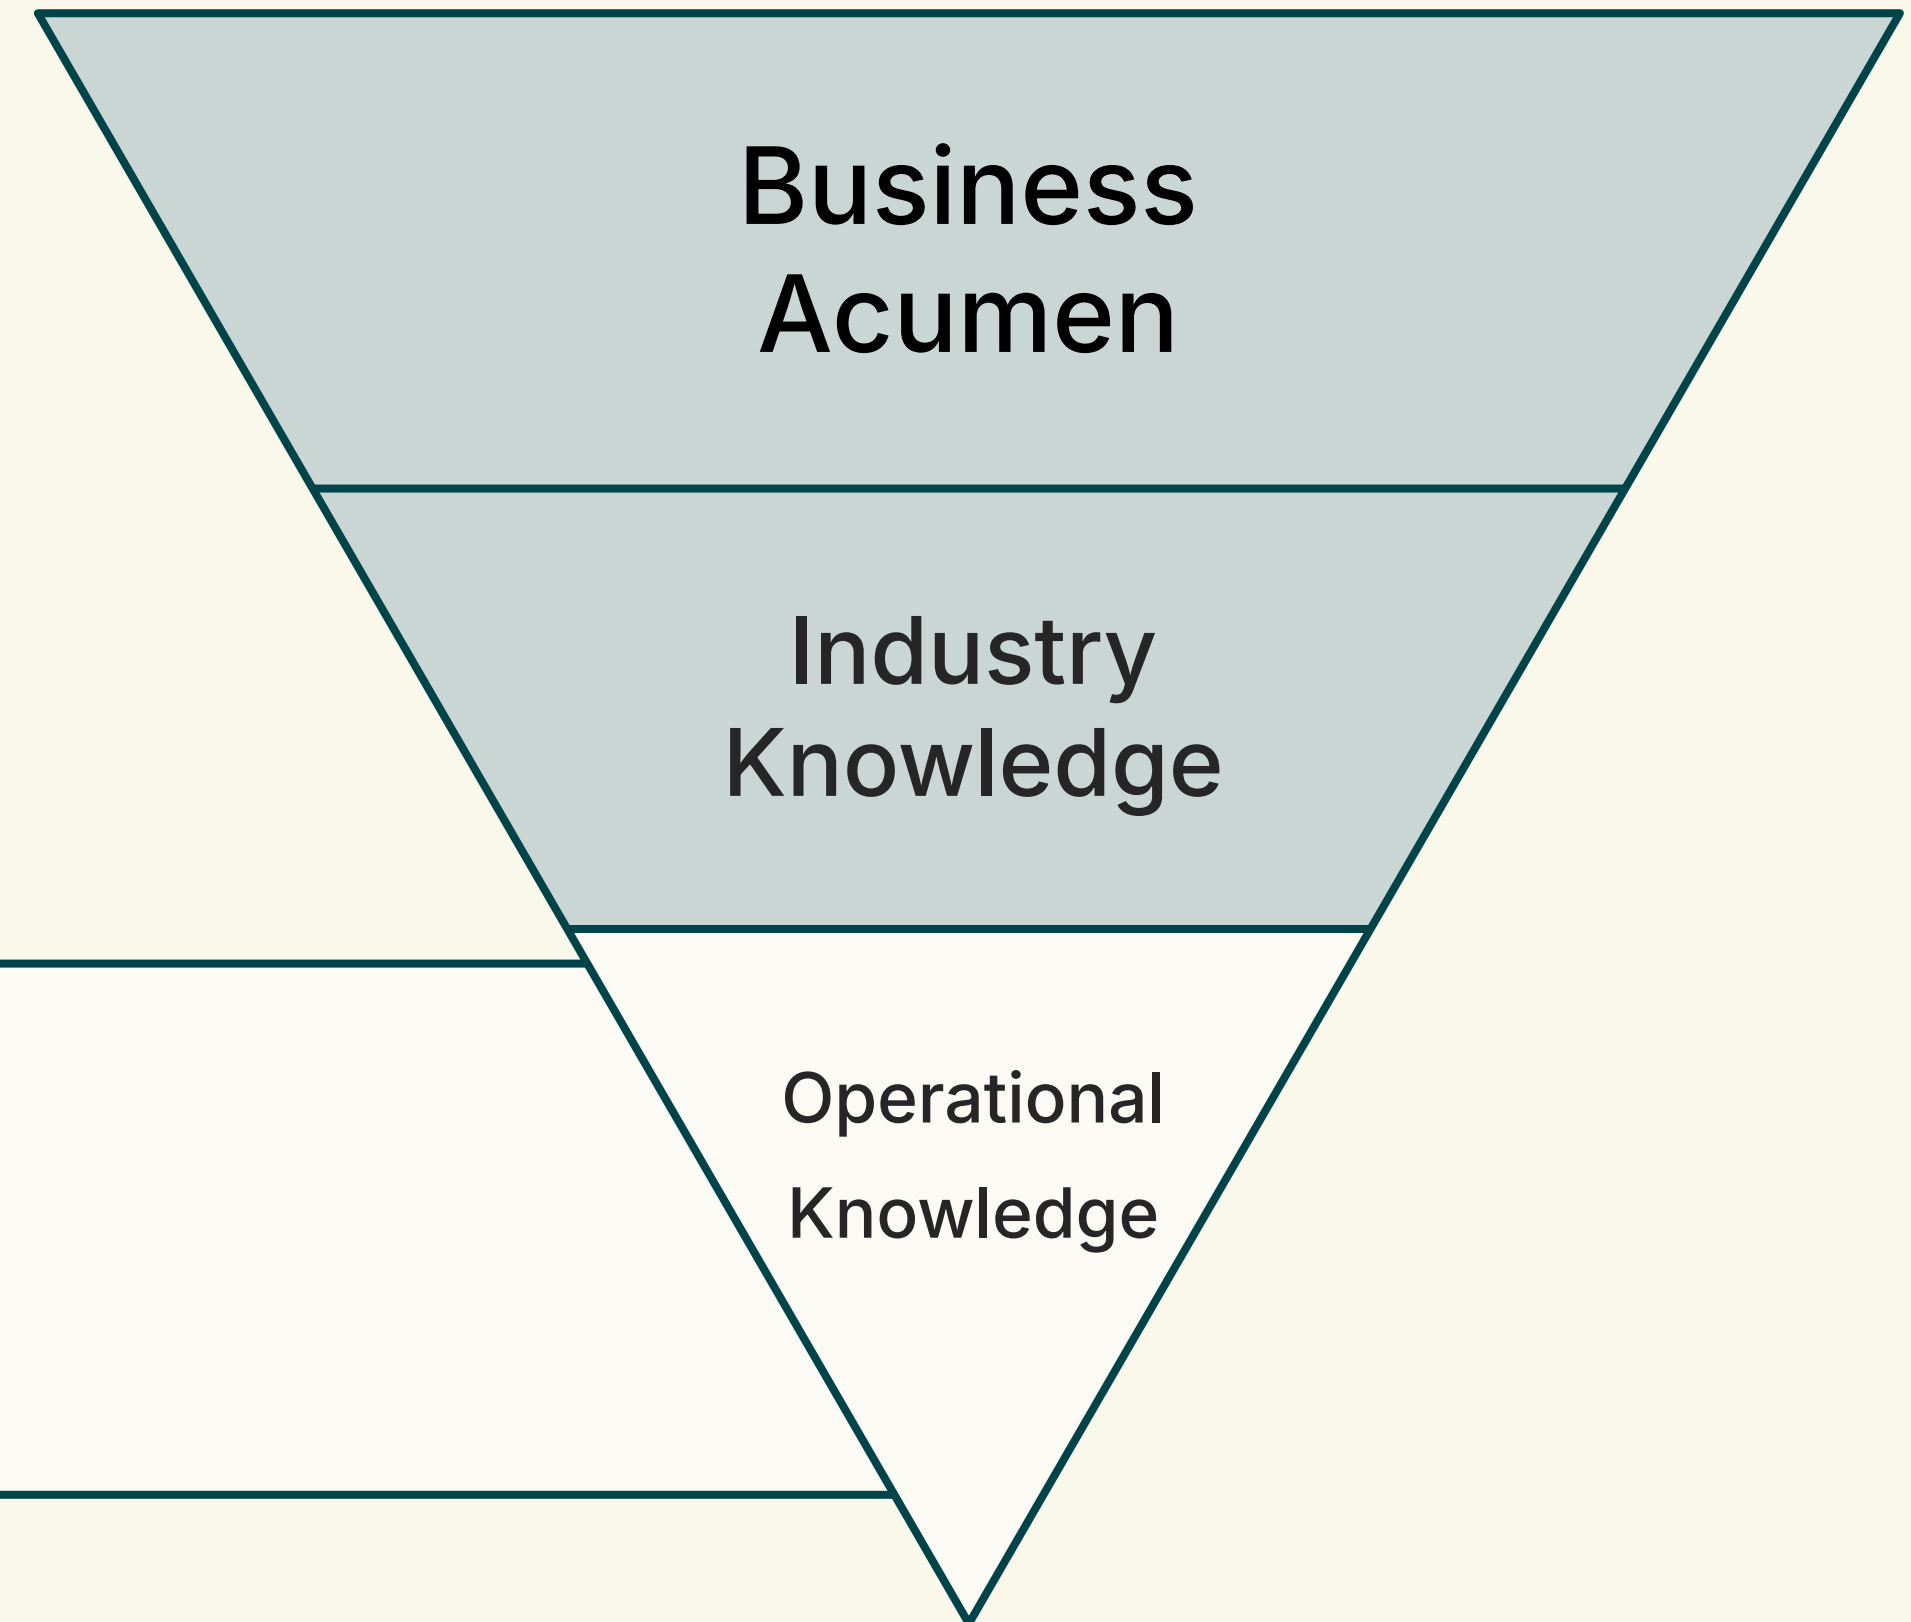 Business
Acumen
Industry
Knowledge
Operational
Knowledge